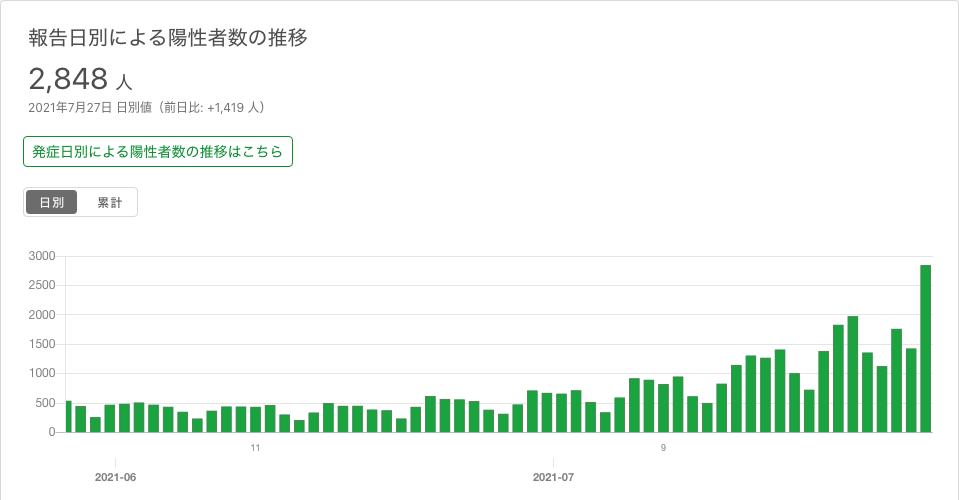 報告日別による陽性者数の推移
2,848 人
2021年7月27日 日別値（前日比: +1,419 人）
発症日別による陽性者数の推移はこちら
日別 累計
3000
2500
2000
1500
1000
500
0
11 9
2021-06 2021-07